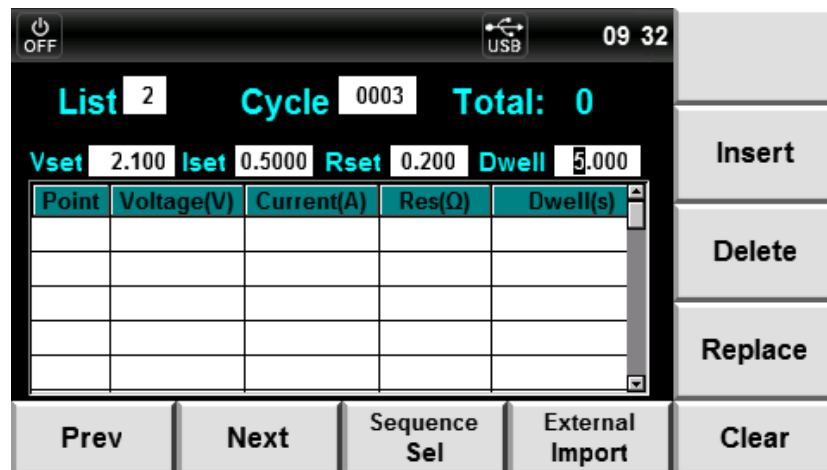 OFF USB 09 32
List 2 Cycle 0003 Total: 0
Vset 2.100 Iset 0.5000 Rset 0.200 Dwell 5.000
Point Voltage(V) Current(A) Res(Ω) Dwell(s)
Insert
Delete
Replace
Clear
Prev
Next
Sequence
Sel
External
Import